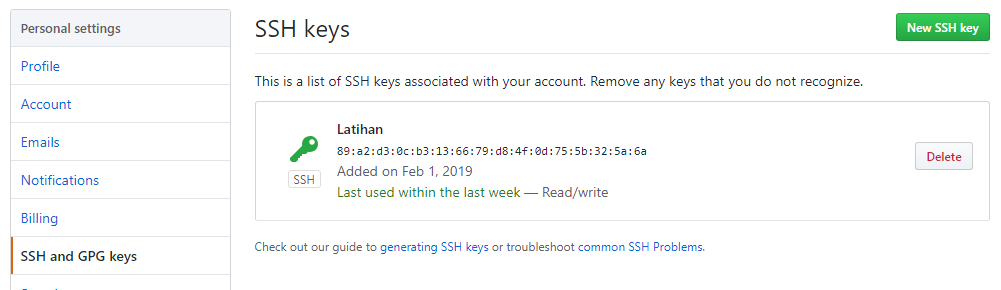 Personal settings
Profile
Account
Emails
Notifications
Billing
SSH and GPG keys
SSH keys
New SSH key
This is a list of SSH keys associated with your account. Remove any keys that you do not recognize.
Latihan
89:a2:d3:0c:b3:13:66:79:d8:4f:0d:75:5b:32:5a:6a
Added on Feb 1, 2019
Last used within the last week — Read/write
SSH
Delete
Check out our guide to generating SSH keys or troubleshoot common SSH Problems.